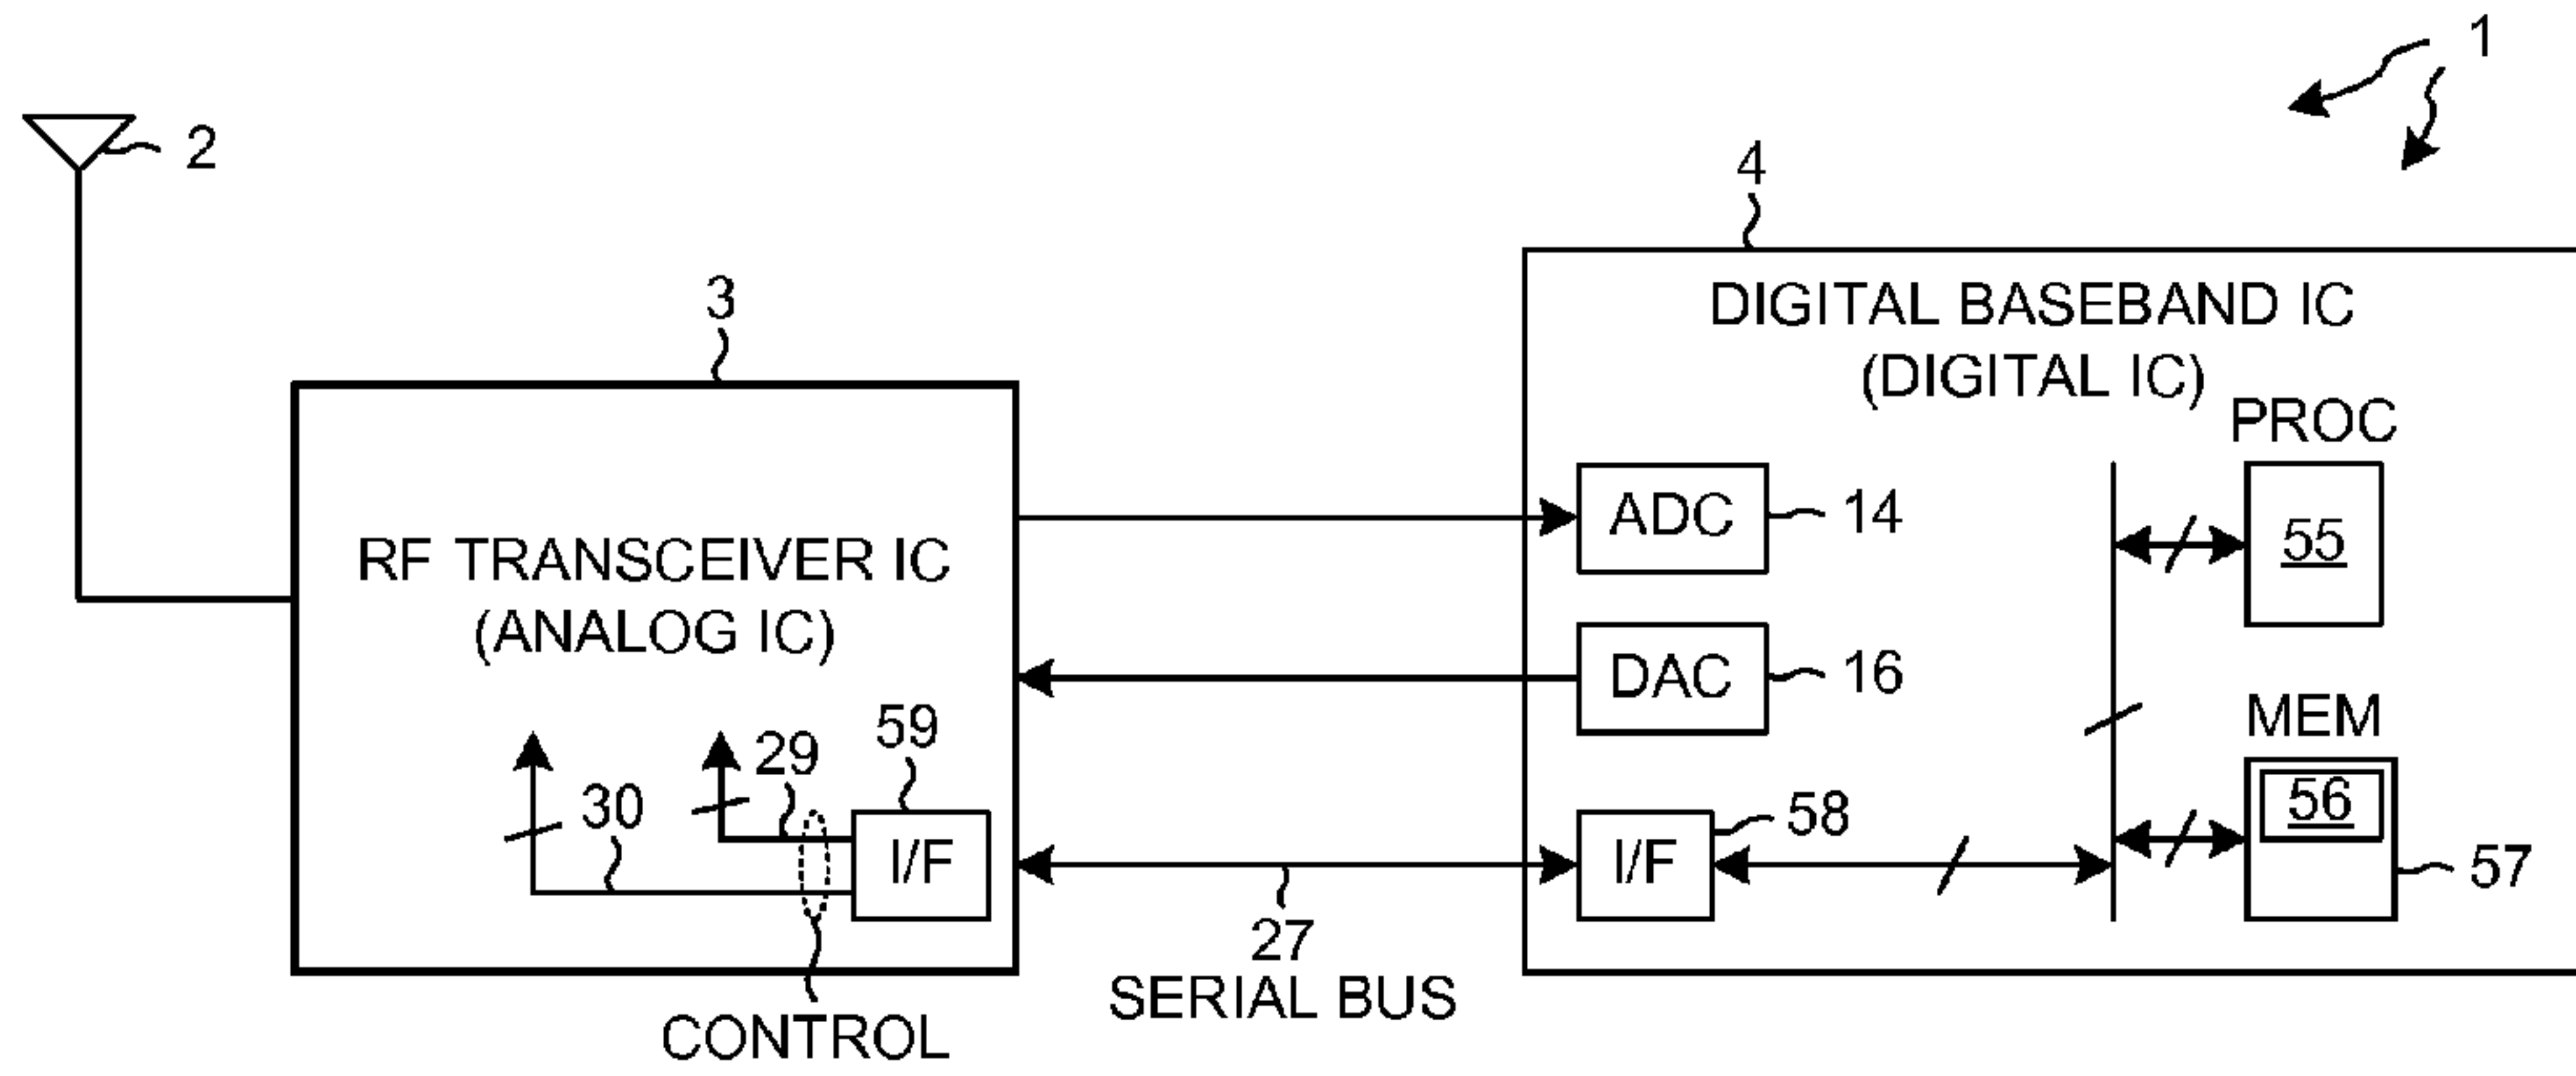 1
2
4
3
DIGITAL BASEBAND IC
(DIGITAL IC)
PROC
ADC
14
55
RF TRANSCEIVER IC
(ANALOG IC)
DAC
16
MEM
59
29
30
56
58
I/F
I/F
57
27
SERIAL BUS
CONTROL